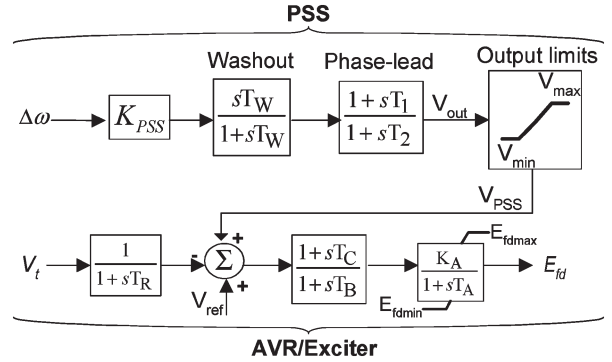 PSS
Washout
Phase-lead
Output limits
Δω
K_PSS
sT_W
1+sT_W
1+sT_1
1+sT_2
V_out
V_max
V_min
V_PSS
V_t
1
1+sT_R
-
+
Σ
+
V_ref
1+sT_C
1+sT_B
E_fdmax
K_A
1+sT_A
E_fdmin
E_fd
AVR/Exciter